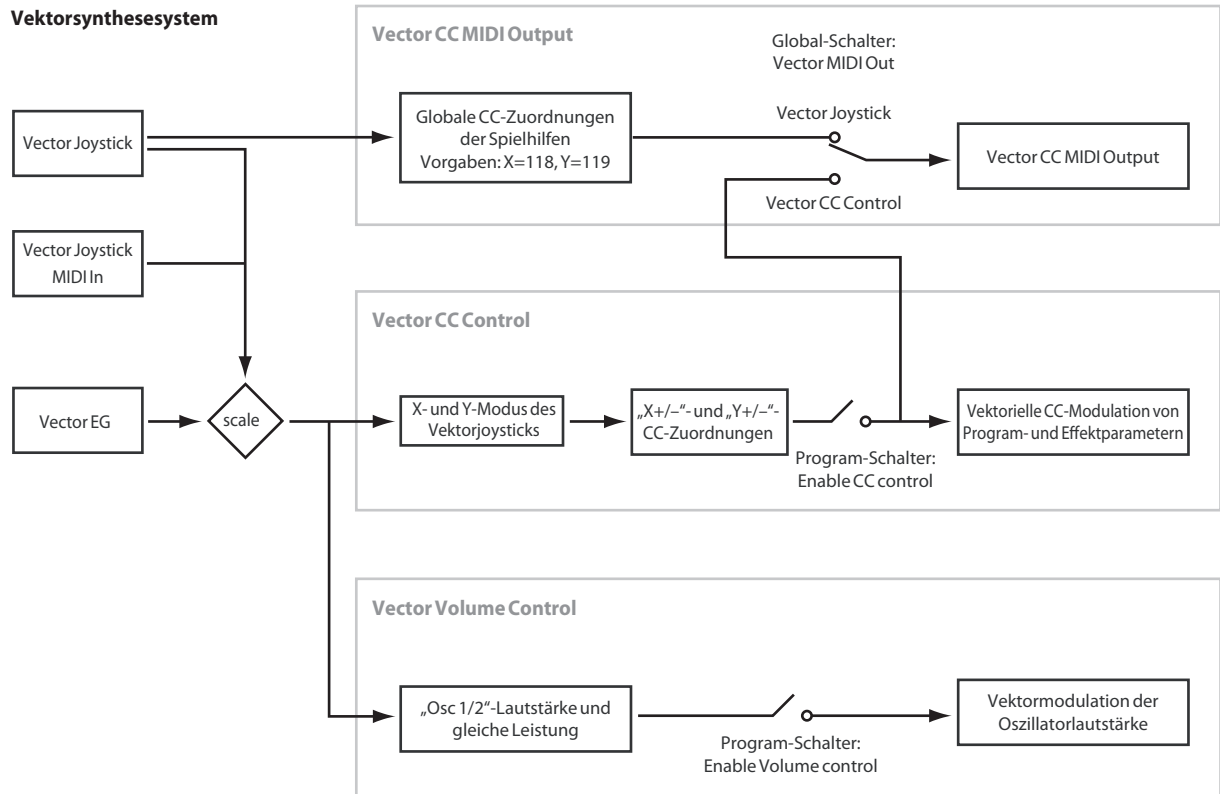 Vektorsynthesesystem
Vector CC MIDI Output
Global-Schalter:
Vector MIDI Out
Vector Joystick
Globale CC-Zuordnungen
der Spielhilfen
Vorgaben: X=118, Y=119
Vector Joystick
Vector CC MIDI Output
Vector CC Control
Vector Joystick
MIDI In
Vector CC Control
Vector EG
scale
X- und Y-Modus des
Vektorjoysticks
„X+/–“- und „Y+/–“-
CC-Zuordnungen
Program-Schalter:
Enable CC control
Vektorielle CC-Modulation von
Program- und Effektparametern
Vector Volume Control
„Osc 1/2“-Lautstärke und
gleiche Leistung
Program-Schalter:
Enable Volume control
Vektormodulation der
Oszillatorlautstärke